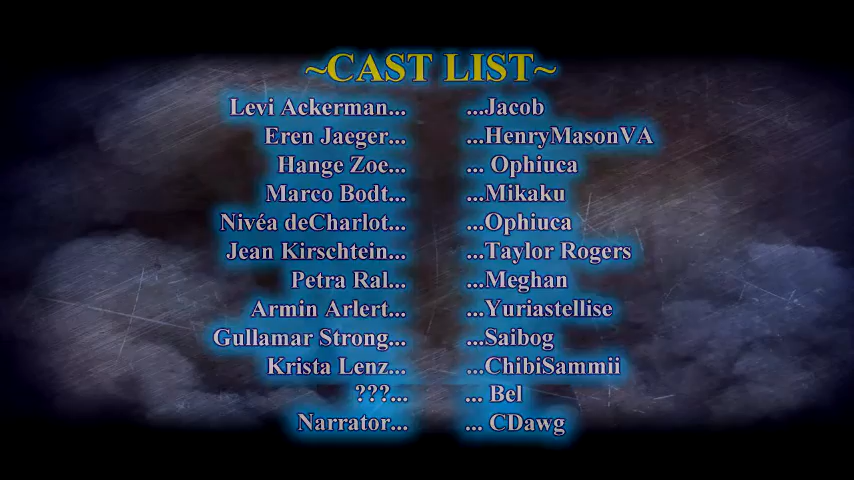 ~CAST LIST~
Levi Ackerman... ...Jacob
Eren Jaeger... ...HenryMasonVA
Hange Zoe... ... Ophiuca
Marco Bodt... ...Mikaku
Nivéa deCharlot... ...Ophiuca
Jean Kirschtein... ...Taylor Rogers
Petra Ral... ...Meghan
Armin Arlert... ...Yuriastellise
Gullamar Strong... ...Saibog
Krista Lenz... ...ChibiSammii
???... ... Bel
Narrator... ... CDawg